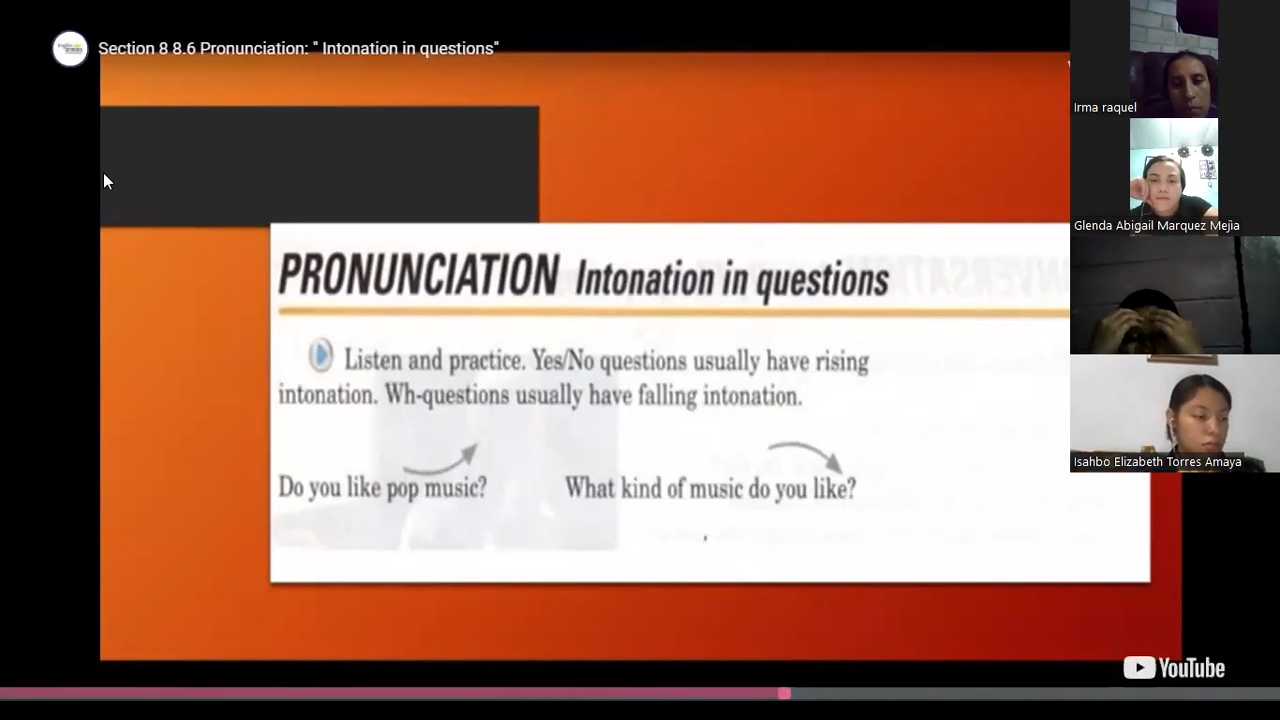 Section 8 8.6 Pronunciation: " Intonation in questions"
PRONUNCIATION Intonation in questions
Listen and practice. Yes/No questions usually have rising
intonation. Wh-questions usually have falling intonation.
Do you like pop music?
What kind of music do you like?
Irma raquel
Glenda Abigail Marquez Mejia
Isahbo Elizabeth Torres Amaya
YouTube